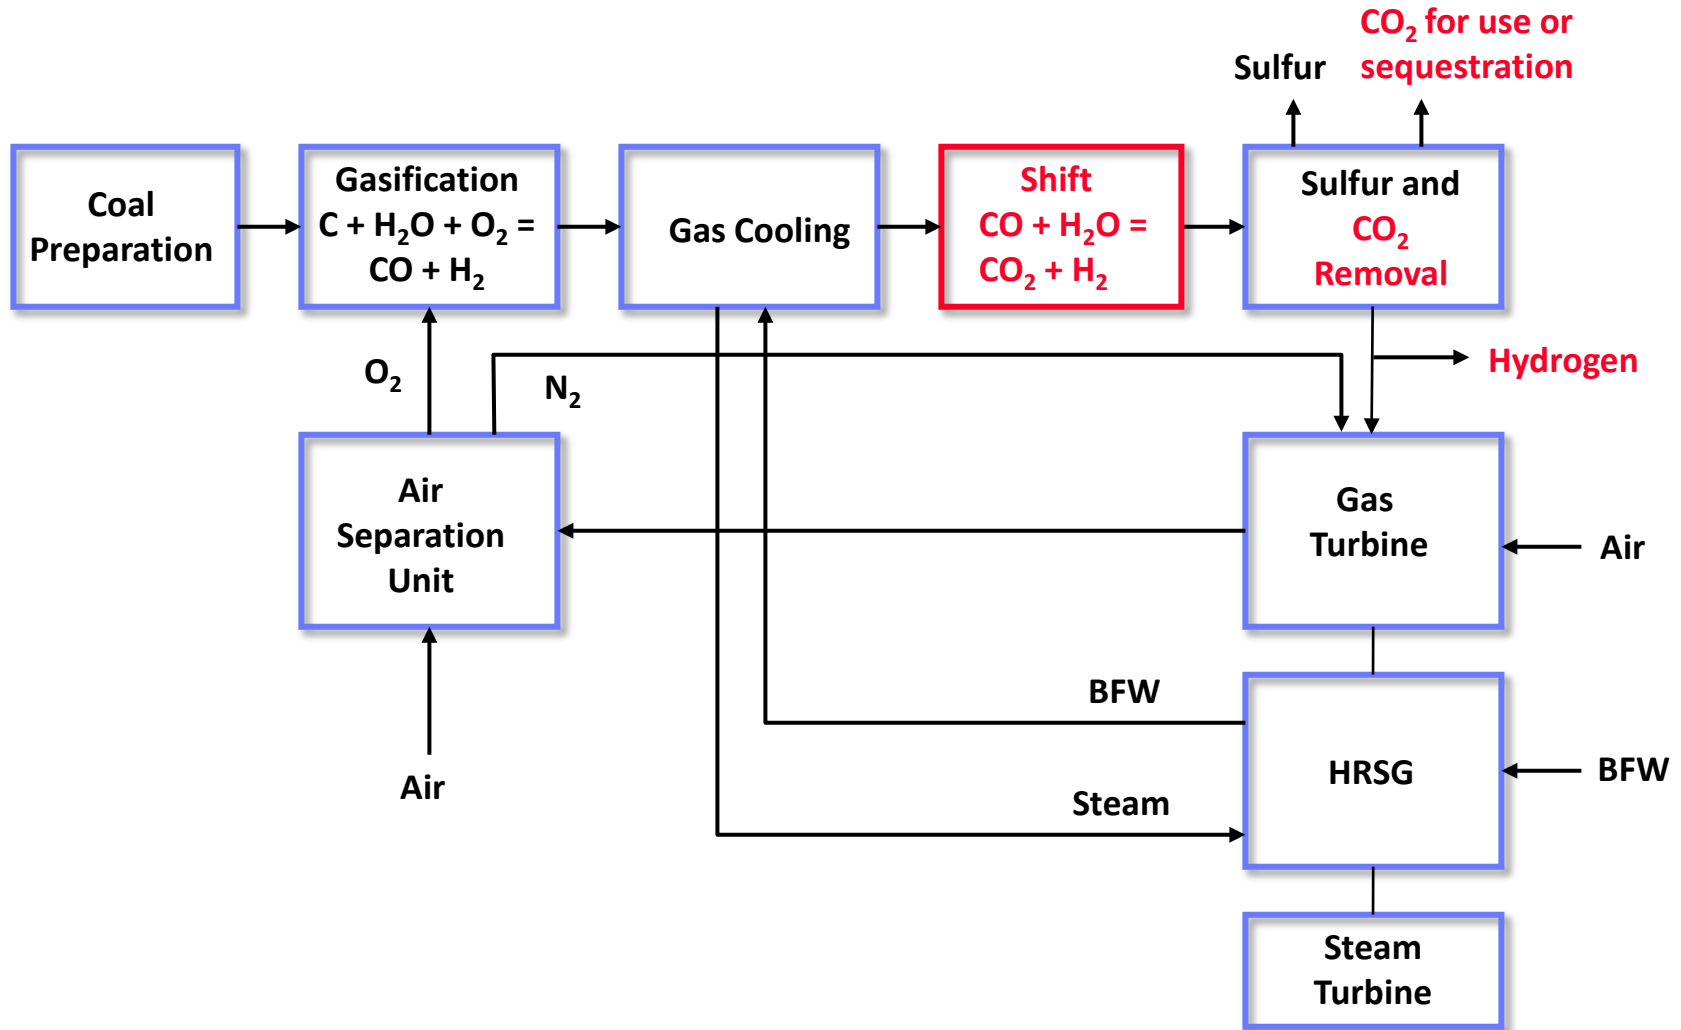 CO₂ for use or
sequestration
Sulfur
Coal
Preparation
Gasification
C + H₂O + O₂ =
CO + H₂
Gas Cooling
Shift
CO + H₂O =
CO₂ + H₂
Sulfur and
CO₂
Removal
O₂
N₂
Hydrogen
Air
Separation
Unit
Gas
Turbine
Air
BFW
HRSG
BFW
Air
Steam
Steam
Turbine